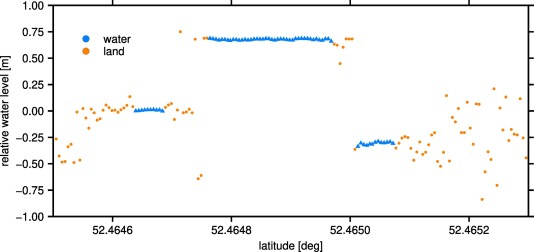 1.00
0.75
0.50
0.25
0.00
−0.25
−0.50
−0.75
−1.00
relative water level [m]
water
land
52.4646 52.4648 52.4650 52.4652
latitude [deg]